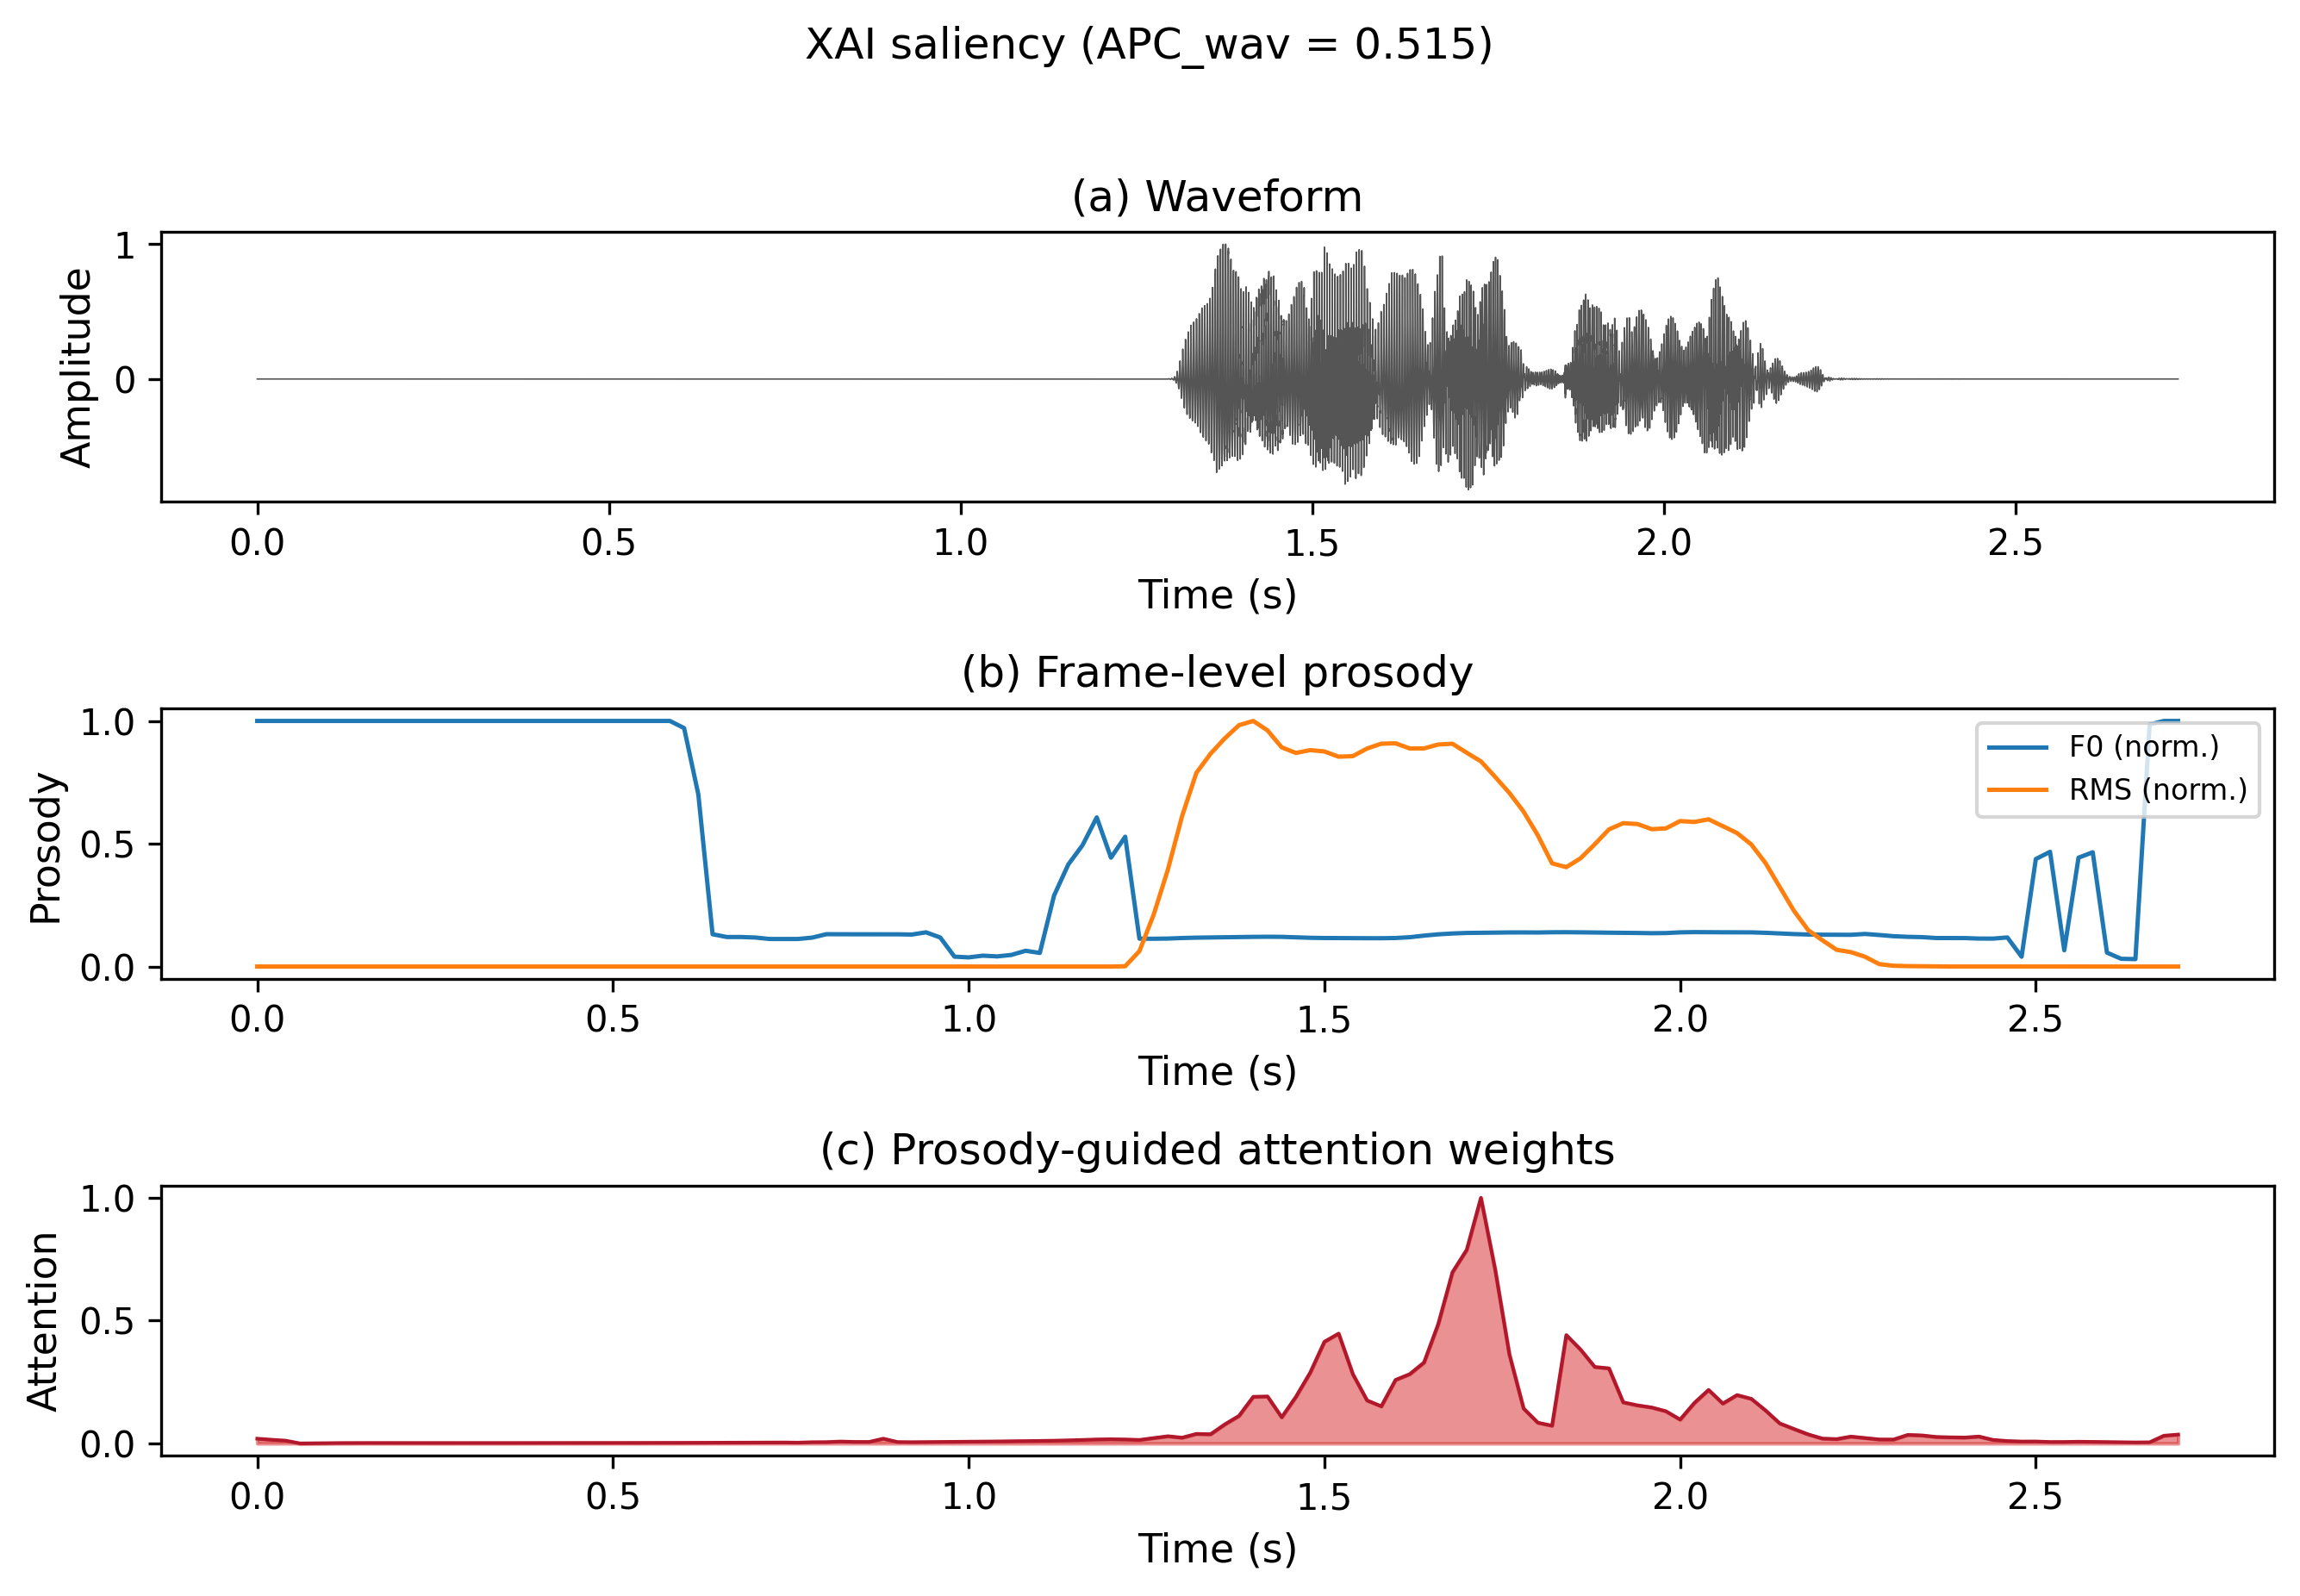 XAI saliency (APC_wav = 0.515)
(a) Waveform
Amplitude
1
0
0.0 0.5 1.0 1.5 2.0 2.5
Time (s)
(b) Frame-level prosody
Prosody
1.0
0.5
0.0
F0 (norm.)
RMS (norm.)
0.0 0.5 1.0 1.5 2.0 2.5
Time (s)
(c) Prosody-guided attention weights
Attention
1.0
0.5
0.0
0.0 0.5 1.0 1.5 2.0 2.5
Time (s)